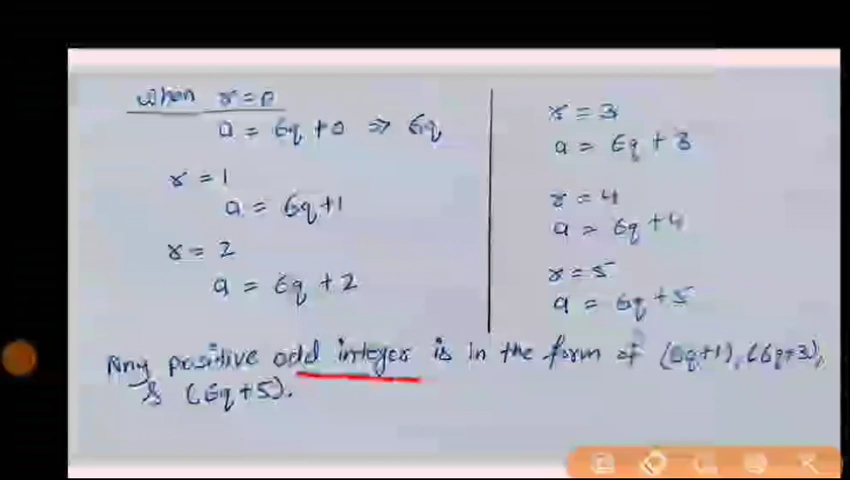 When r=0
a = 6q + 0 ⇒ 6q
r = 1
a = 6q+1
r = 2
a = 6q + 2
r = 3
a = 6q + 3
r = 4
a = 6q + 4
r = 5
a = 6q + 5
Any positive odd integer is in the form of (6q+1), (6q+3),
& (6q+5).